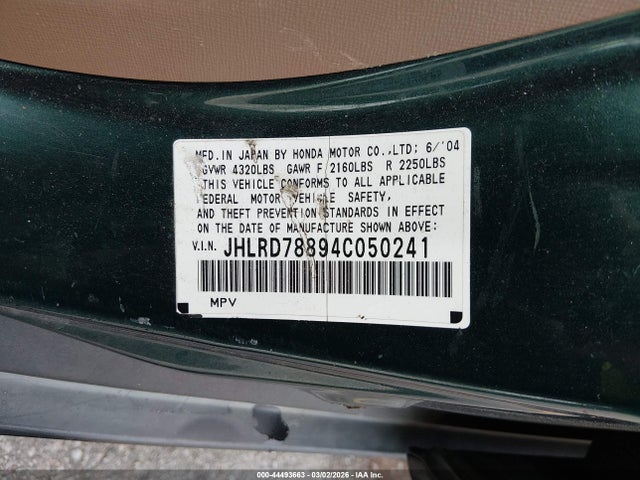 MFD.IN JAPAN BY HONDA MOTOR CO.,LTD: 6/'04
GVWR 4320LBS GAWR F 2160LBS R 2250LBS
THIS VEHICLE CONFORMS TO ALL APPLICABLE
FEDERAL MOTOR VEHICLE SAFETY,
AND THEFT PREVENTION STANDARDS IN EFFECT
ON THE DATE OF MANUFACTURE SHOWN ABOVE:
V.I.N. JHLRD78894C050241
MPV
000-44493663 - 03/02/2026 - IAA Inc.